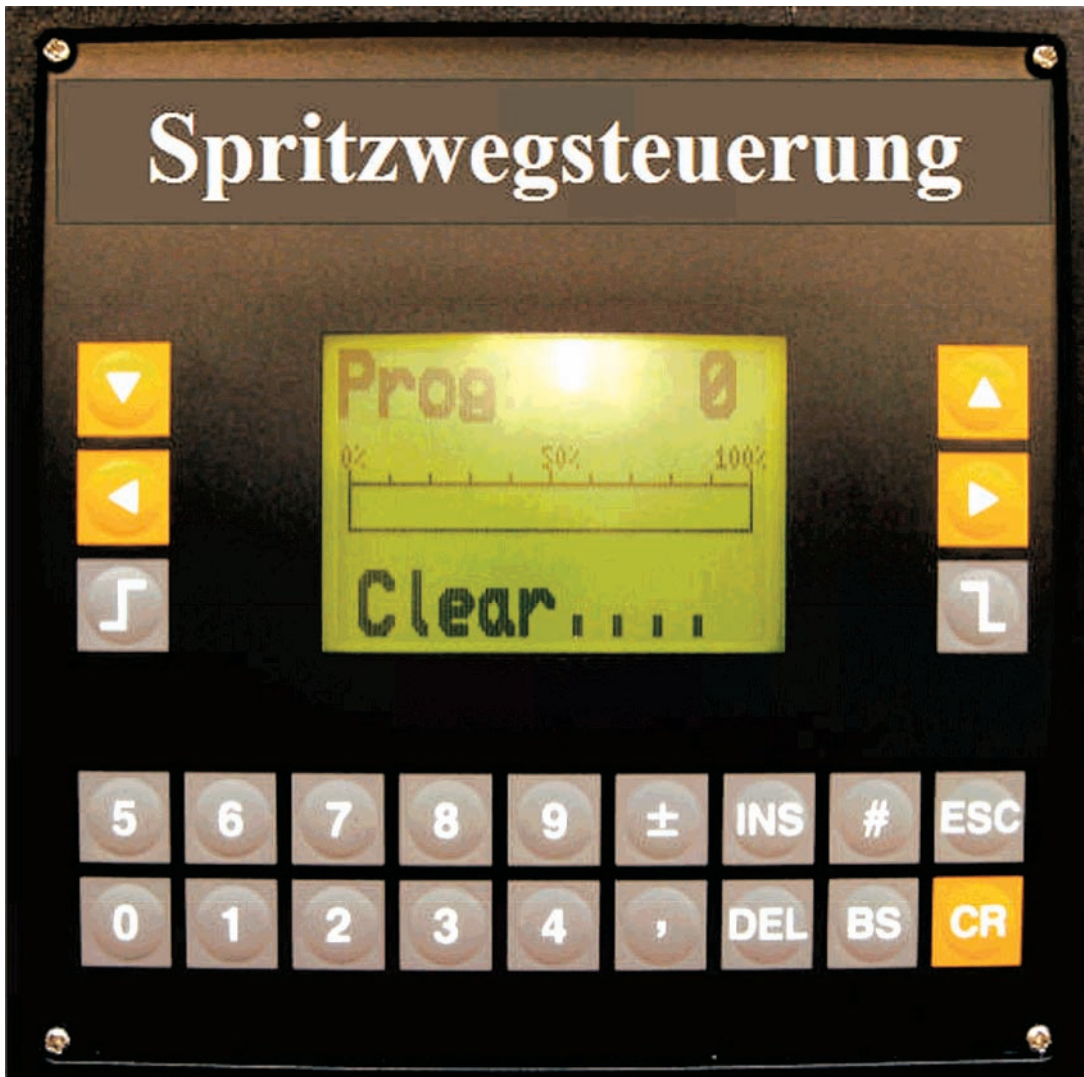 Spritzwegsteuerung
Prog 0
0% 50% 100%
Clear....
5 6 7 8 9 ± INS # ESC
0 1 2 3 4 , DEL BS CR